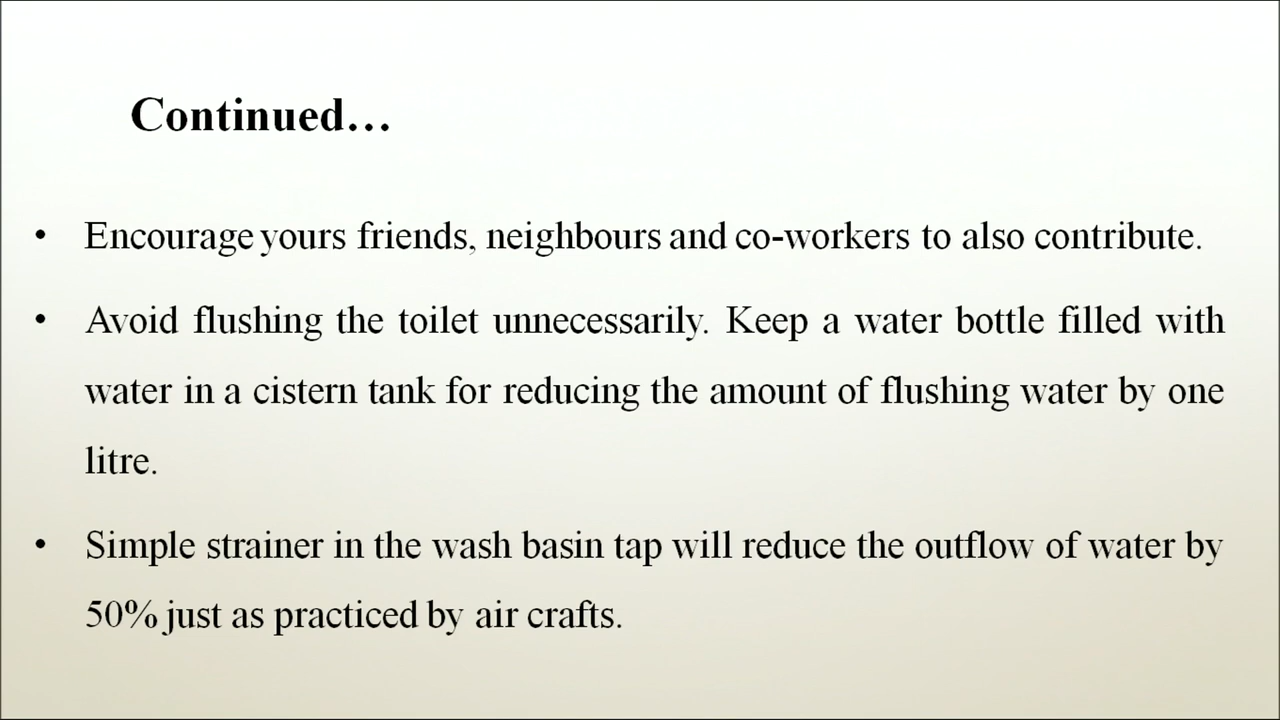 Continued...
• Encourage yours friends, neighbours and co-workers to also contribute.
• Avoid flushing the toilet unnecessarily. Keep a water bottle filled with
water in a cistern tank for reducing the amount of flushing water by one
litre.
• Simple strainer in the wash basin tap will reduce the outflow of water by
50% just as practiced by air crafts.